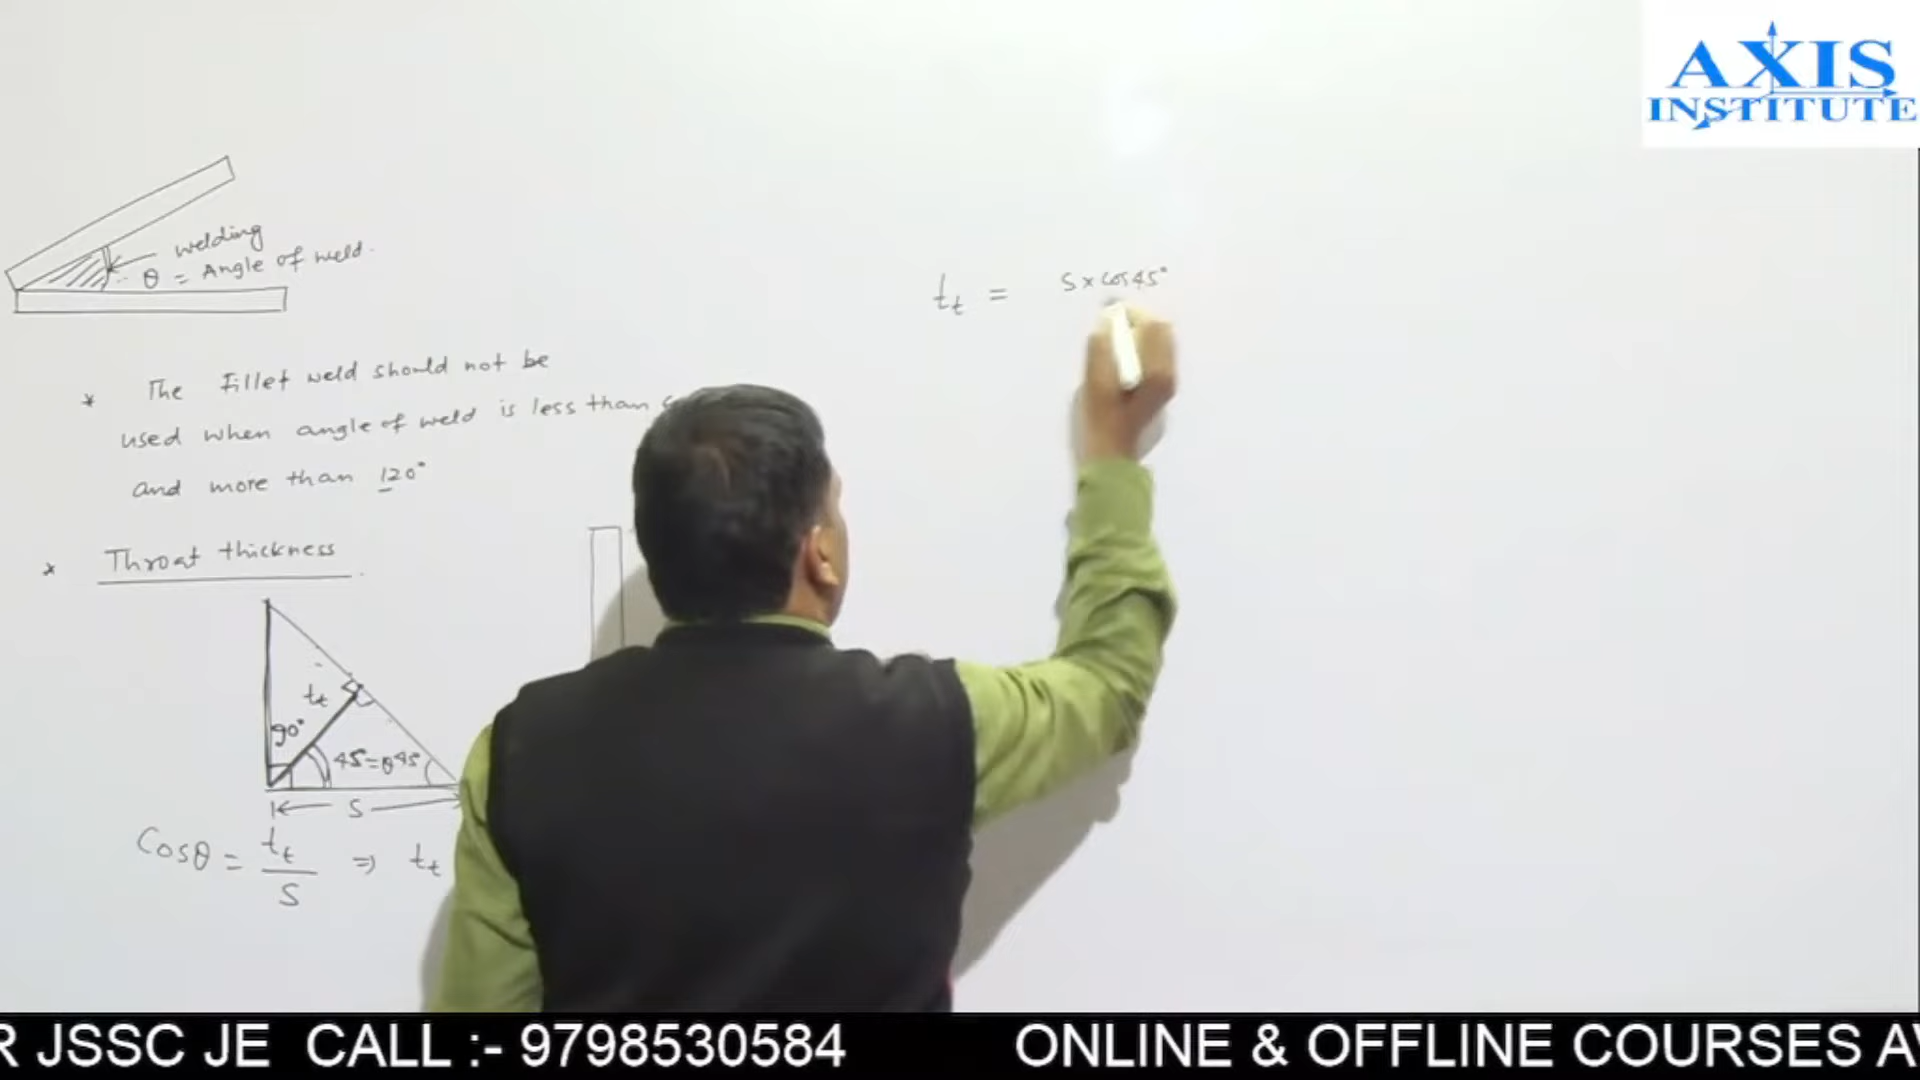 AXIS
INSTITUTE
welding
θ = Angle of weld.
* The fillet weld should not be
used when angle of weld is less than
and more than 120°
* Throat thickness
tt
90°
45=θ 45
S
Cosθ = tt/S ⇒ tt
tt = S×cos45°
R JSSC JE CALL :- 9798530584 ONLINE & OFFLINE COURSES AV